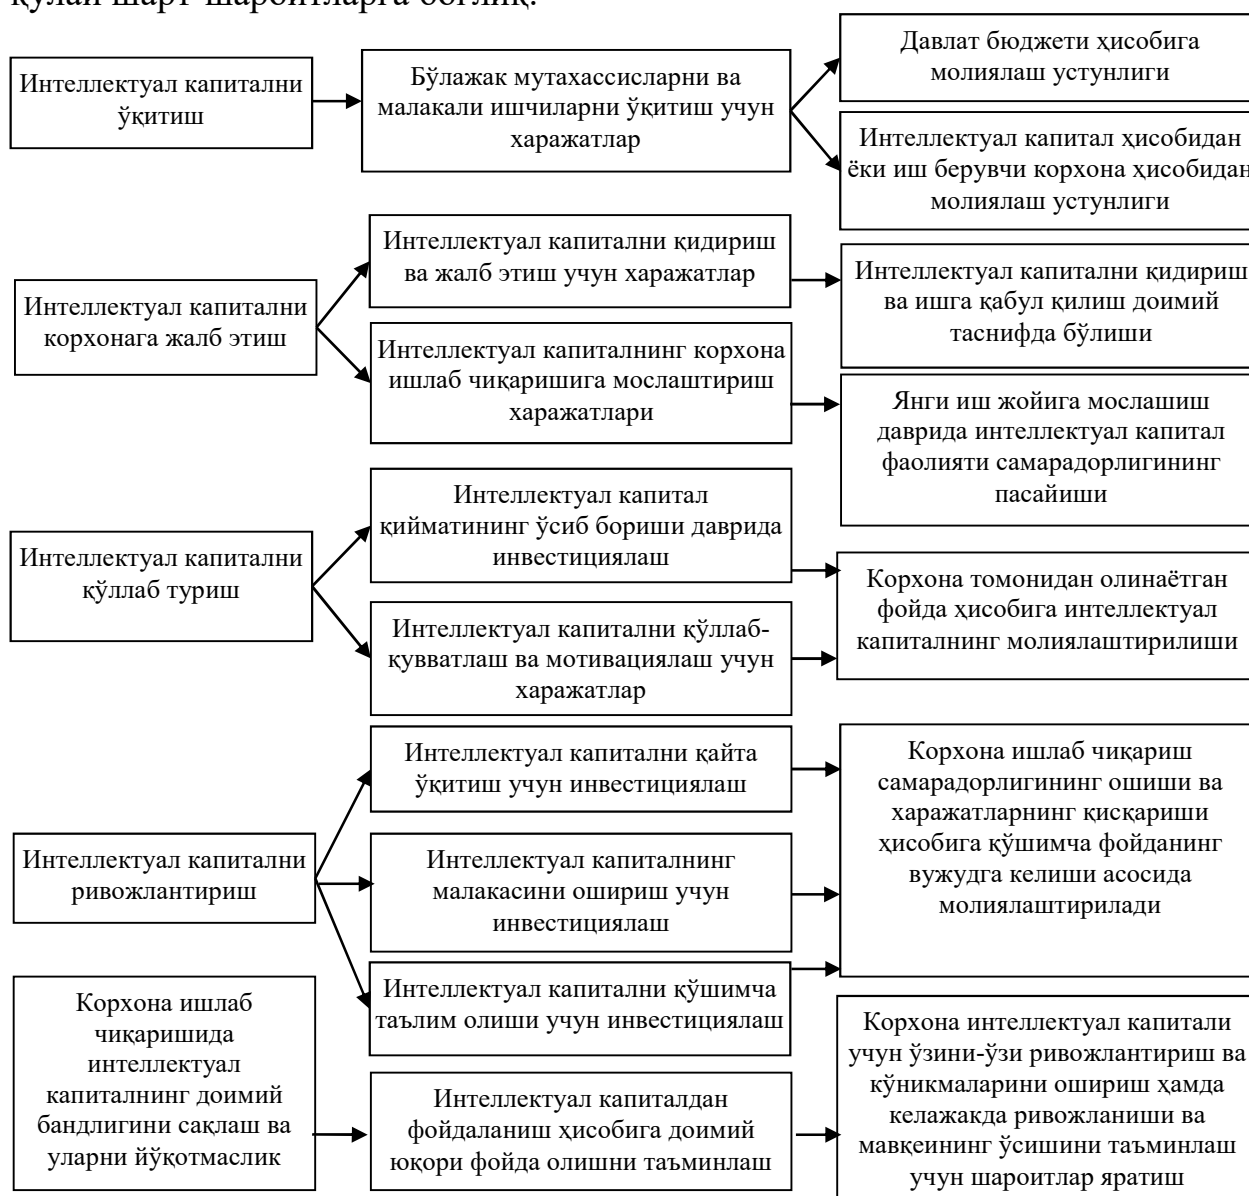 қулай шарт-шароитларга боғлиқ.
Интеллектуал капитални
ўқитиш
Бўлажак мутахассисларни ва
малакали ишчиларни ўқитиш учун
харажатлар
Давлат бюджети ҳисобига
молиялаш устунлиги
Интеллектуал капитал ҳисобидан
ёки иш берувчи корхона ҳисобидан
молиялаш устунлиги
Интеллектуал капитални
корхонага жалб этиш
Интеллектуал капитални қидириш
ва жалб этиш учун харажатлар
Интеллектуал капитални қидириш
ва ишга қабул қилиш доимий
таснифда бўлиши
Интеллектуал капиталнинг корхона
ишлаб чиқаришига мослаштириш
харажатлари
Янги иш жойига мослашиш
даврида интеллектуал капитал
фаолияти самарадорлигининг
пасайиши
Интеллектуал капитални
қўллаб туриш
Интеллектуал капитал
қийматининг ўсиб бориши даврида
инвестициялаш
Интеллектуал капитални қўллаб-
қувватлаш ва мотивациялаш учун
харажатлар
Корхона томонидан олинаётган
фойда ҳисобига интеллектуал
капиталнинг молиялаштирилиши
Интеллектуал капитални
ривожлантириш
Интеллектуал капитални қайта
ўқитиш учун инвестициялаш
Интеллектуал капиталнинг
малакасини ошириш учун
инвестициялаш
Интеллектуал капитални қўшимча
таълим олиши учун инвестициялаш
Корхона ишлаб чиқариш
самарадорлигининг ошиши ва
харажатларнинг қисқариши
ҳисобига қўшимча фойданинг
вужудга келиши асосида
молиялаштирилади
Корхона ишлаб
чиқаришида
интеллектуал
капиталнинг доимий
бандлигини сақлаш ва
уларни йўқотмаслик
Интеллектуал капиталдан
фойдаланиш ҳисобига доимий
юқори фойда олишни таъминлаш
Корхона интеллектуал капитали
учун ўзини-ўзи ривожлантириш ва
кўникмаларини ошириш ҳамда
келажакда ривожланиши ва
мавқеининг ўсишини таъминлаш
учун шароитлар яратиш